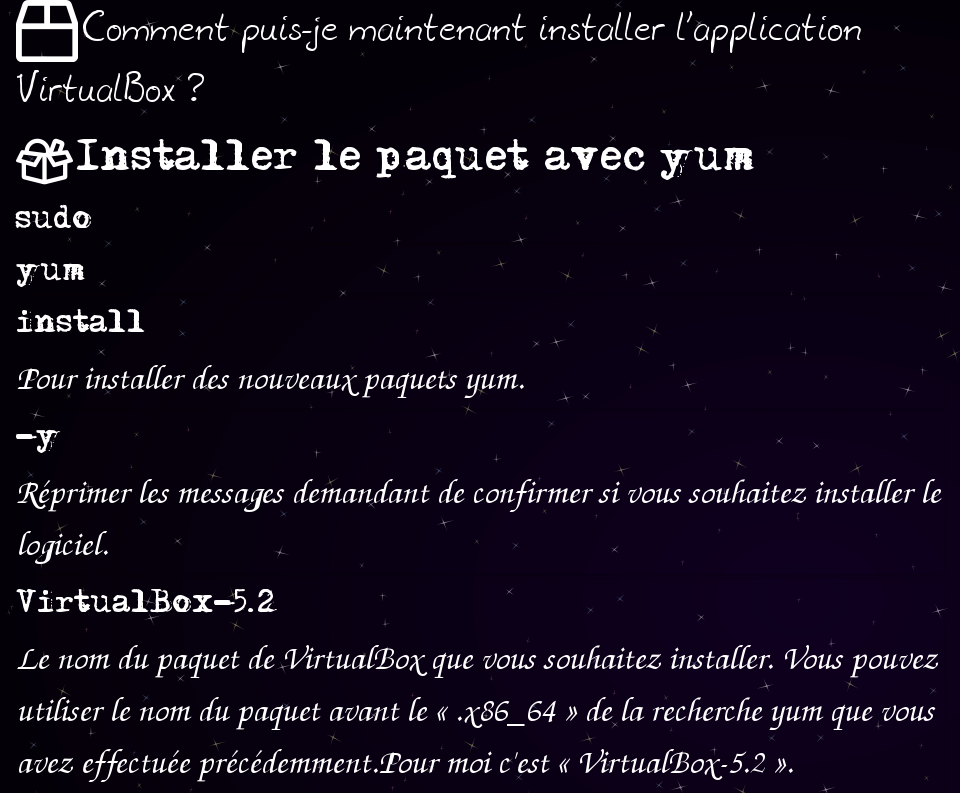 Comment puis-je maintenant installer l'application
VirtualBox ?
Installer le paquet avec yum
sudo
yum
install
Pour installer des nouveaux paquets yum.
-y
Réprimer les messages demandant de confirmer si vous souhaitez installer le
logiciel.
VirtualBox-5.2
Le nom du paquet de VirtualBox que vous souhaitez installer. Vous pouvez
utiliser le nom du paquet avant le « .x86_64 » de la recherche yum que vous
avez effectuée précédemment.Pour moi c'est « VirtualBox-5.2 ».